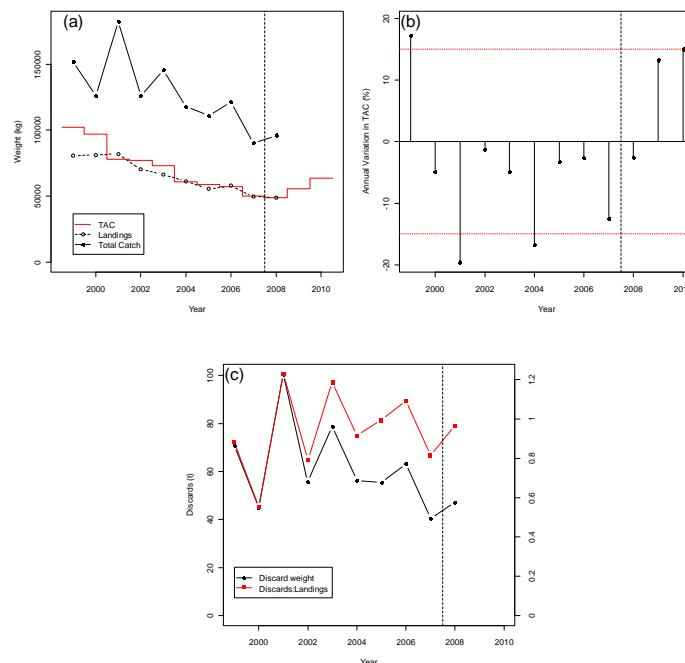 (a)
Weight (kg)
150000
100000
50000
0
TAC
Landings
Total Catch
2000 2002 2004 2006 2008 2010
Year
(b)
Annual Variation in TAC (%)
20
10
0
-10
-20
2000 2002 2004 2006 2008 201
Year
(c)
Discards (t)
100
80
60
40
20
0
1.2
1
0.8
0.6
0.4
0.2
0
Discard weight
Discards:Landings
2000 2002 2004 2006 2008 2010
Year